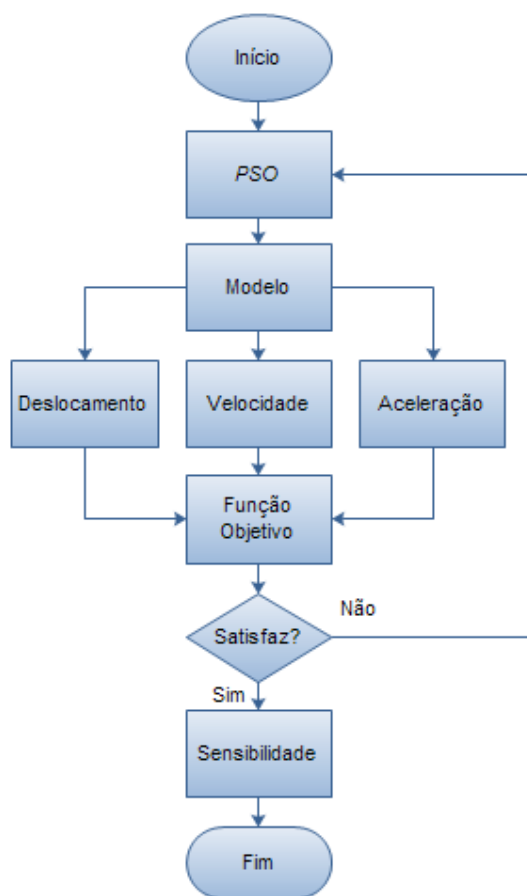 Início
PSO
Modelo
Deslocamento
Velocidade
Aceleração
Função
Objetivo
Não
Satisfaz?
Sim
Sensibilidade
Fim